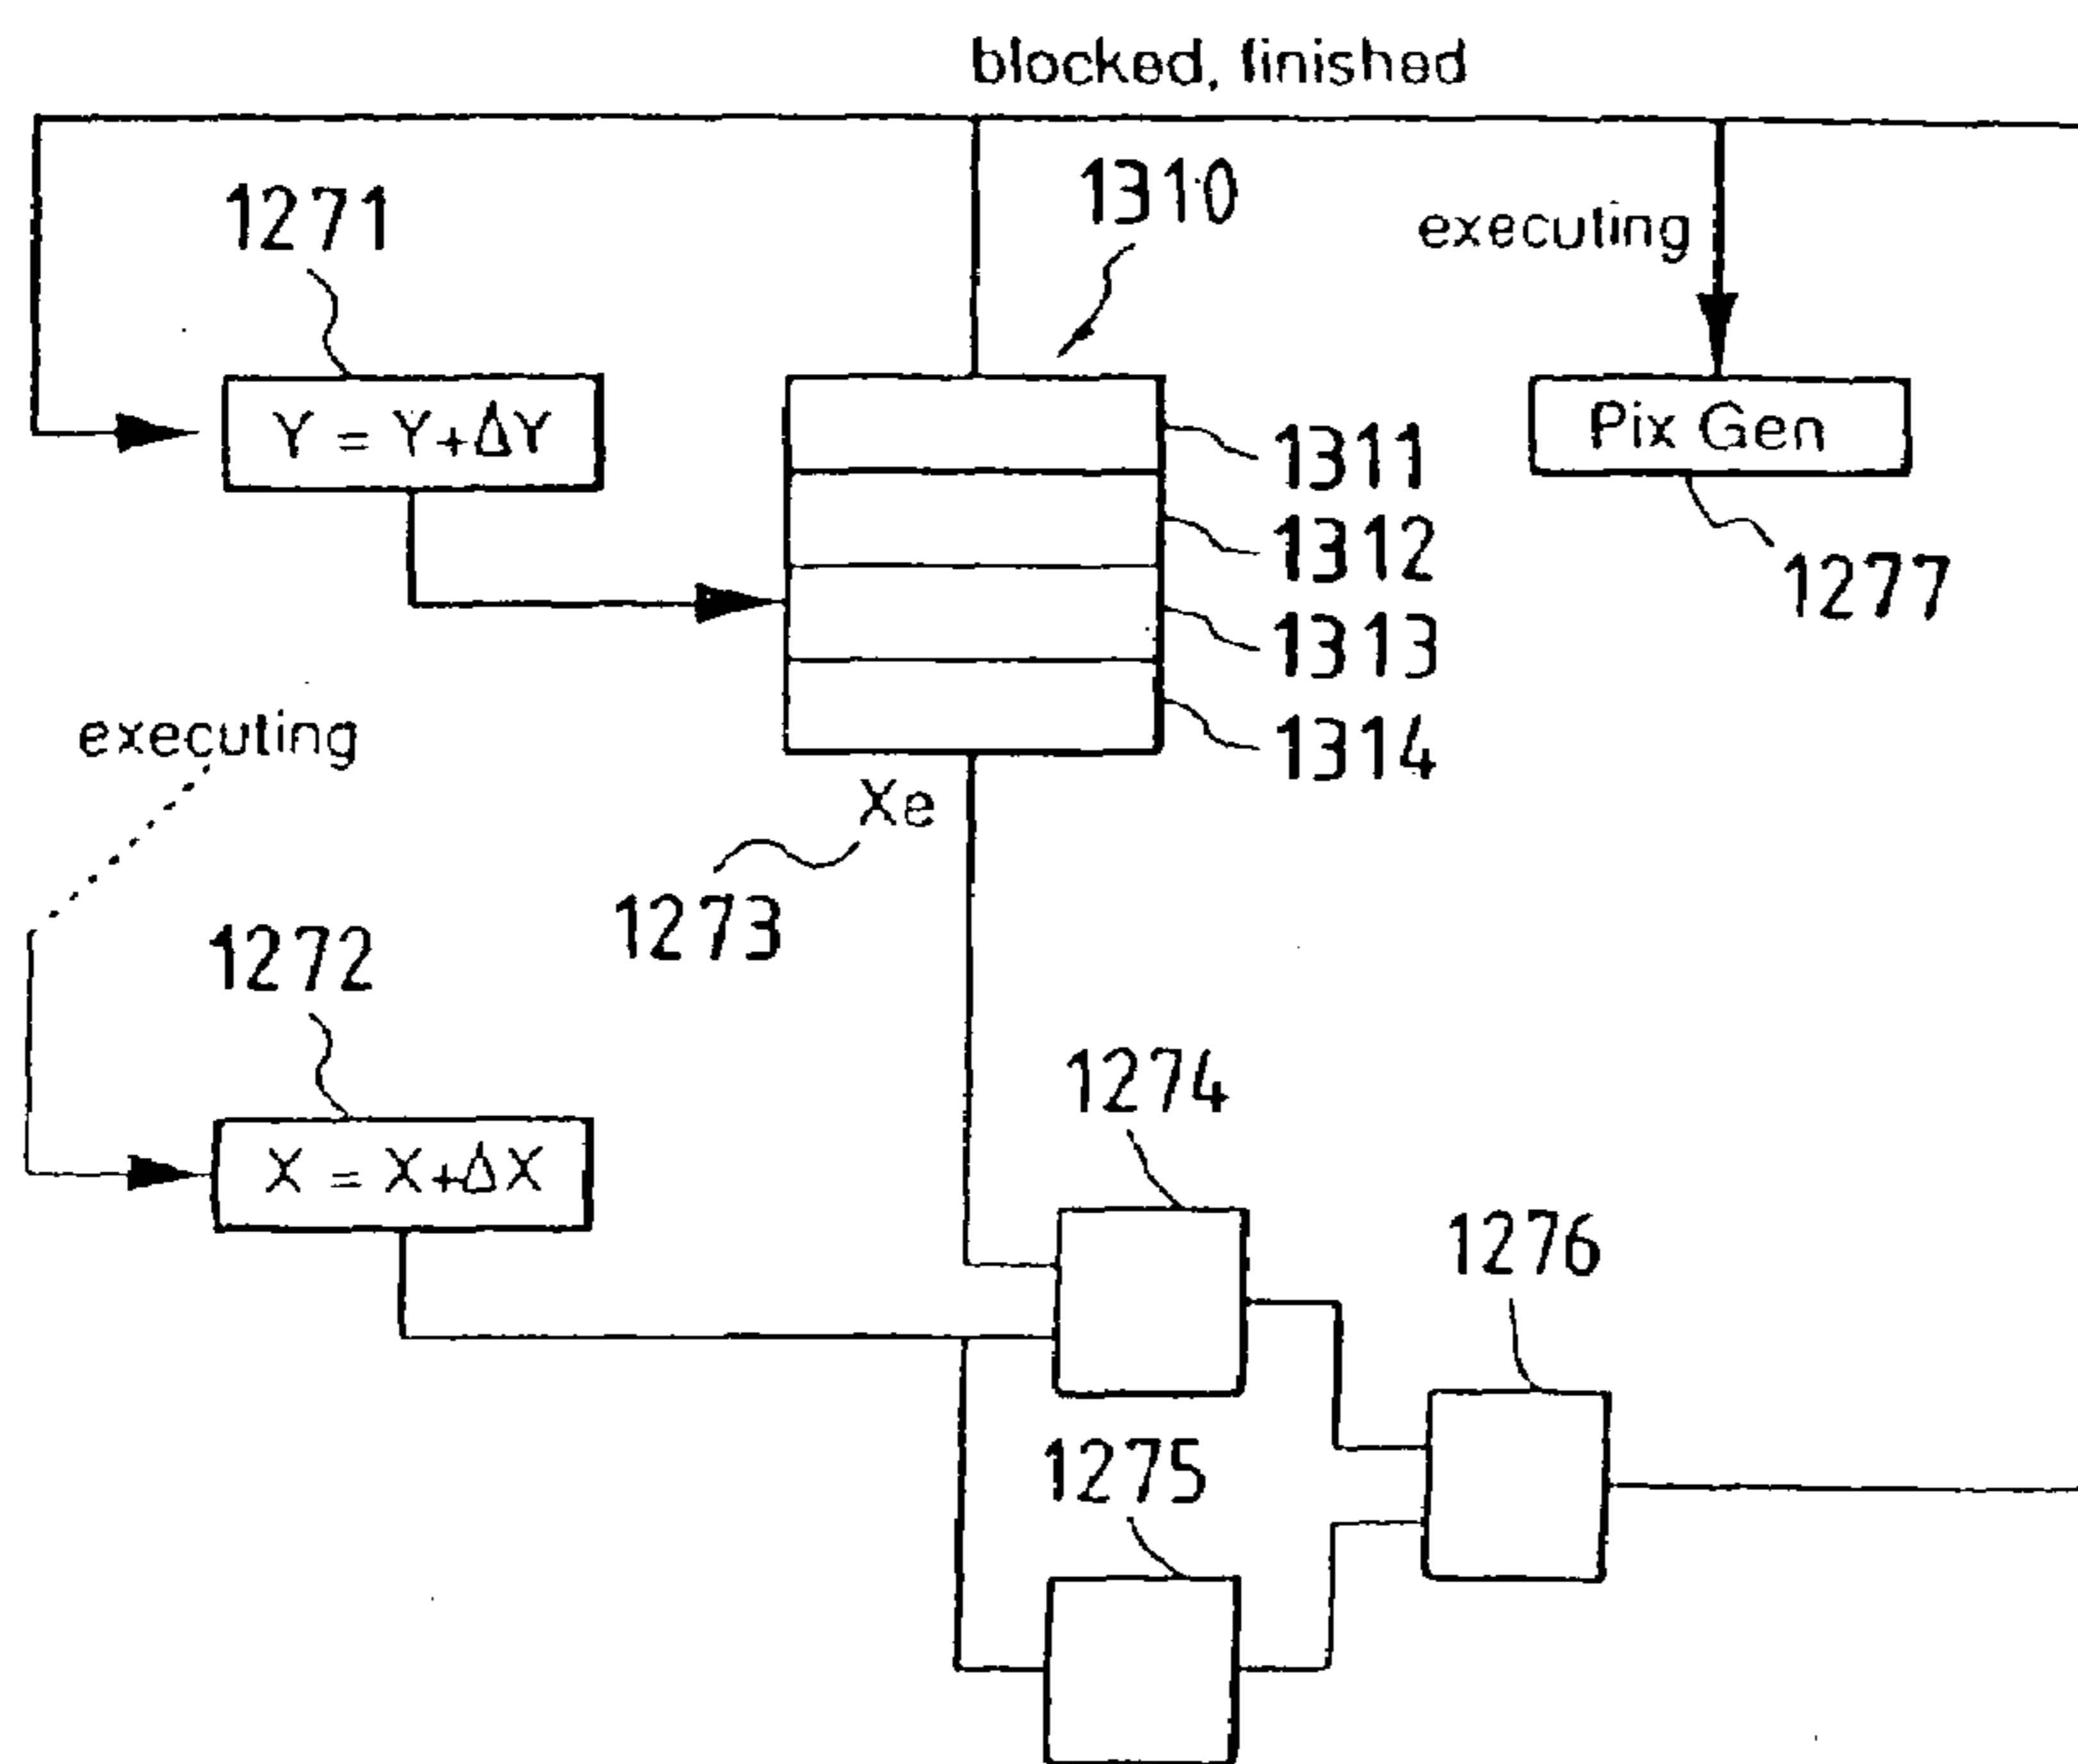 blocked, finished
1310
1271
executing
Y = Y+ΔY
Pix Gen
1311
1312
1277
1313
executing
1314
Xe
1273
1272
1274
X = X+ΔX
1276
1275